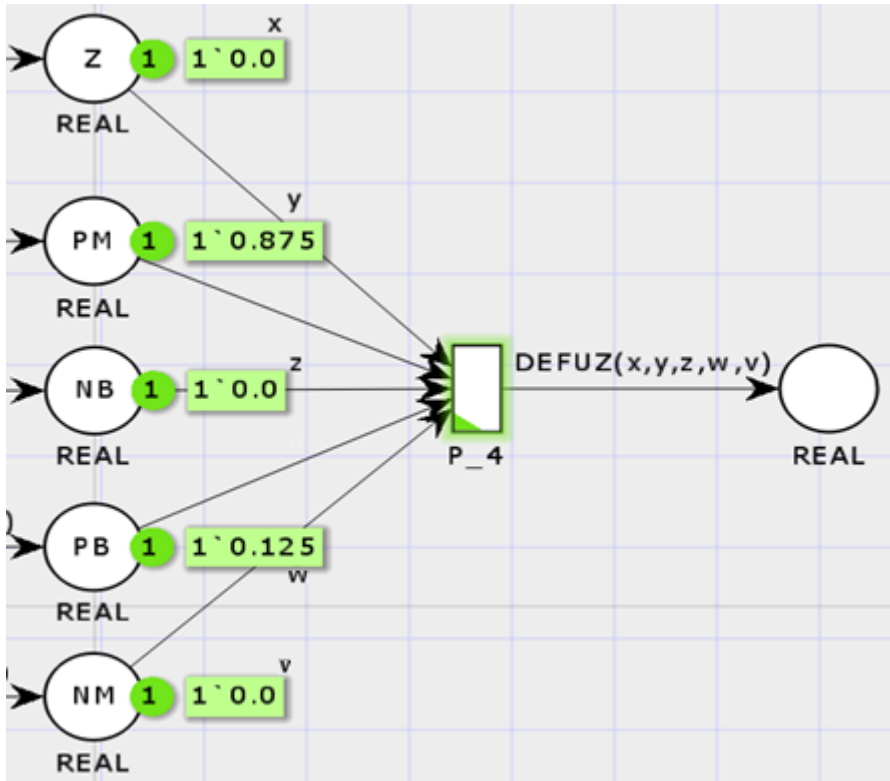 x
Z 1 1`0.0
REAL
y
PM 1 1`0.875
REAL
z
NB 1 1`0.0
REAL
DEFUZ(x,y,z,w,v)
P_4
REAL
)
PB 1 1`0.125
w
REAL
v
NM 1 1`0.0
REAL